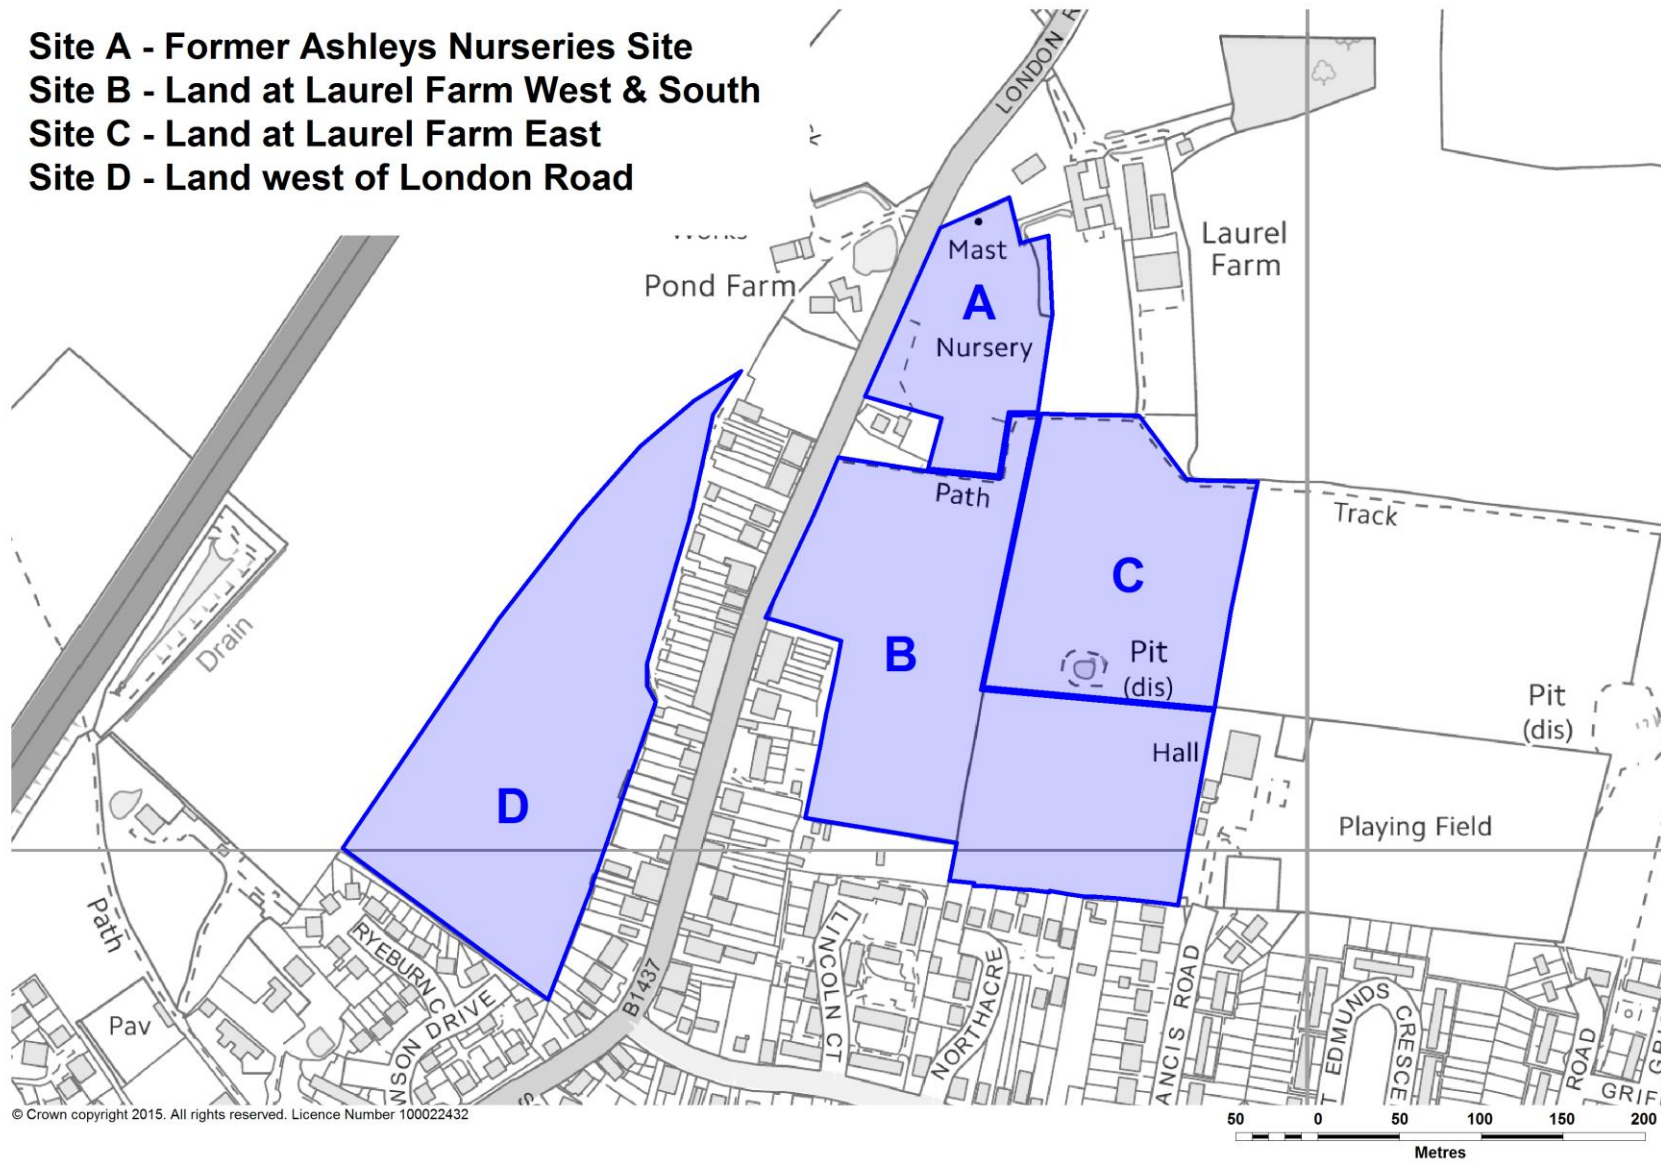 Site A - Former Ashleys Nurseries Site
Site B - Land at Laurel Farm West & South
Site C - Land at Laurel Farm East
Site D - Land west of London Road
LONDON
Laurel
Farm
Mast
Pond Farm
A
Nursery
Path
Track
C
Drain
B
Pit
(dis)
Pit
(dis)
Hall
D
Playing Field
Path
RYEBURN C
DRIVE
Pav
B1437
LINCOLN CT
NORTHACRE
ROAD
EDMUNDS
CRESCE
ROAD
© Crown copyright 2015. All rights reserved. Licence Number 100022432
50 0 50 100 150 200
Metres